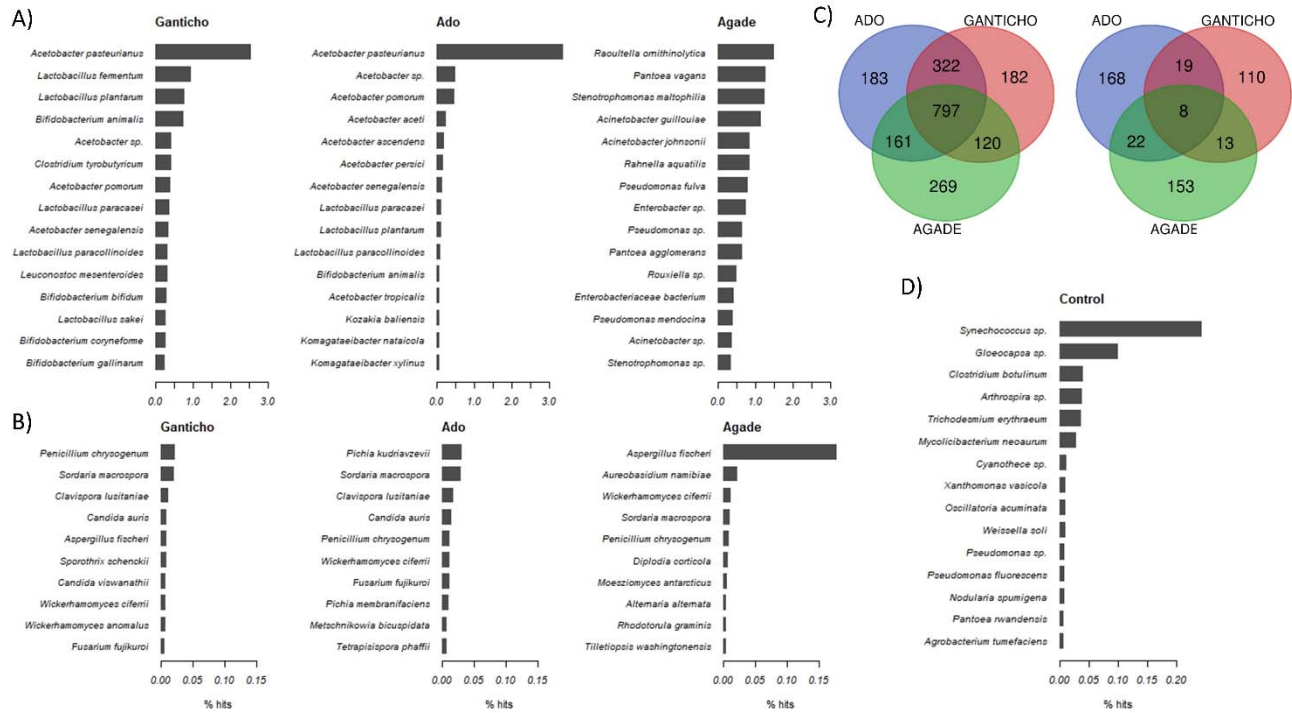 A)
Ganticho
Acetobacter pasteurianus
Lactobacillus fementum
Lactobacillus plantarum
Bifidobacterium animalis
Acetobacter sp.
Clostridium tyrobutyricum
Acetobacter pomorum
Lactobacillus paracasei
Acetobacter senegalensis
Lactobacillus paracollinoides
Leuconostoc mesenteroides
Bifidobacterium bifidum
Lactobacillus sakei
Bifidobacterium coryneforme
Bifidobacterium gallinarum
0.0 1.0 2.0 3.0
Ado
Acetobacter pasteurianus
Acetobacter sp.
Acetobacter pomorum
Acetobacter aceti
Acetobacter ascendens
Acetobacter persici
Acetobacter senegalensis
Lactobacillus paracasei
Lactobacillus plantarum
Lactobacillus paracollinoides
Bifidobacterium animalis
Acetobacter tropicalis
Kozakia baliensis
Komagataeibacter nataicola
Komagataeibacter xylinus
0.0 1.0 2.0 3.0
Agade
Raoultella ornithinolytica
Pantoea vagans
Stenotrophomonas maltophilia
Acinetobacter guillouiae
Acinetobacter johnsonii
Rahnella aquatilis
Pseudomonas fulva
Enterobacter sp.
Pseudomonas sp.
Pantoea agglomerans
Rouxiella sp.
Enterobacteriaceae bacterium
Pseudomonas mendocina
Acinetobacter sp.
Stenotrophomonas sp.
0.0 1.0 2.0 3.0
B)
Ganticho
Penicillium chrysogenum
Sordaria macrospora
Clavispora lusitaniae
Candida auris
Aspergillus fischeri
Sporothrix schenckii
Candida viswanathii
Wickerhamomyces ciferrii
Wickerhamomyces anomalus
Fusarium fujikuroi
0.00 0.05 0.10 0.15
% hits
Ado
Pichia kudriavzevii
Sordaria macrospora
Clavispora lusitaniae
Candida auris
Penicillium chrysogenum
Wickerhamomyces ciferrii
Fusarium fujikuroi
Pichia membranifaciens
Metschnikowia bicuspidata
Tetrapisispora phaffii
0.00 0.05 0.10 0.15
% hits
Agade
Aspergillus fischeri
Aureobasidium namibiae
Wickerhamomyces ciferrii
Sordaria macrospora
Penicillium chrysogenum
Diplodia corticola
Moesziomyces antarcticus
Alternaria alternata
Rhodotorula graminis
Tilletiopsis washingtonensis
0.00 0.05 0.10 0.15
% hits
C)
ADO GANTICHO
183 322 182
797
161 120
269
AGADE
ADO GANTICHO
168 19 110
8
22 13
153
AGADE
D)
Control
Synechococcus sp.
Gloeocapsa sp.
Clostridium botulinum
Arthrospira sp.
Trichodesmium erythraeum
Mycolicibacterium neoaurum
Cyanothece sp.
Xanthomonas vasicola
Oscillatoria acuminata
Weissella soli
Pseudomonas sp.
Pseudomonas fluorescens
Nodularia spumigena
Pantoea rwandensis
Agrobacterium tumefaciens
0.00 0.05 0.10 0.20
% hits